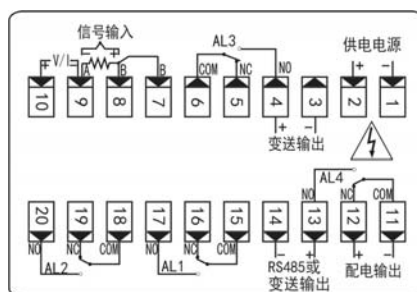 信号输入 AL3 供电电源
+ V/I − − + + −
A B B COM NC NO
10 9 8 7 6 5 4 3 2 1
+ −
变送输出
NO AL4 NC COM
20 19 18 17 16 15 14 13 12 11
NO NC COM NO NC COM − + + −
AL2 AL1 RS485或 配电输出
变送输出